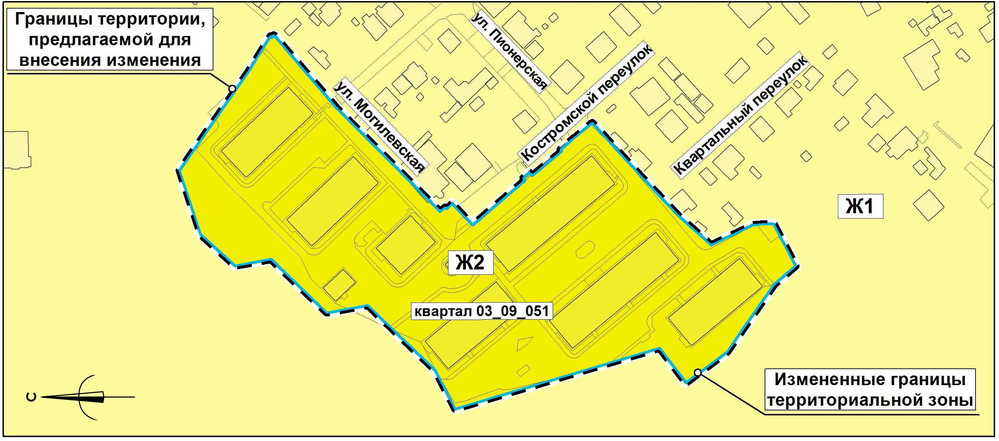 Границы территории,
предлагаемой для
внесения изменения
ул. Пионерская
ул. Могилевская
Костромской переулок
Квартальный переулок
Ж1
Ж2
квартал 03_09_051
С
Измененные границы
территориальной зоны